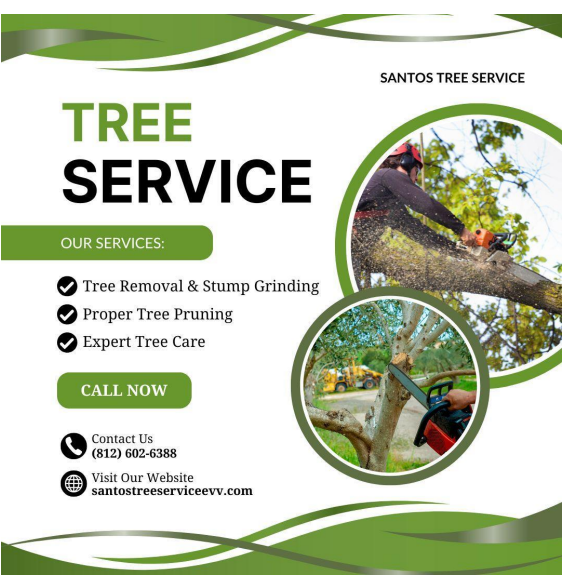 SANTOS TREE SERVICE
TREE
SERVICE
OUR SERVICES:
Tree Removal & Stump Grinding
Proper Tree Pruning
Expert Tree Care
CALL NOW
Contact Us
(812) 602-6388
Visit Our Website
santostreeserviceevv.com